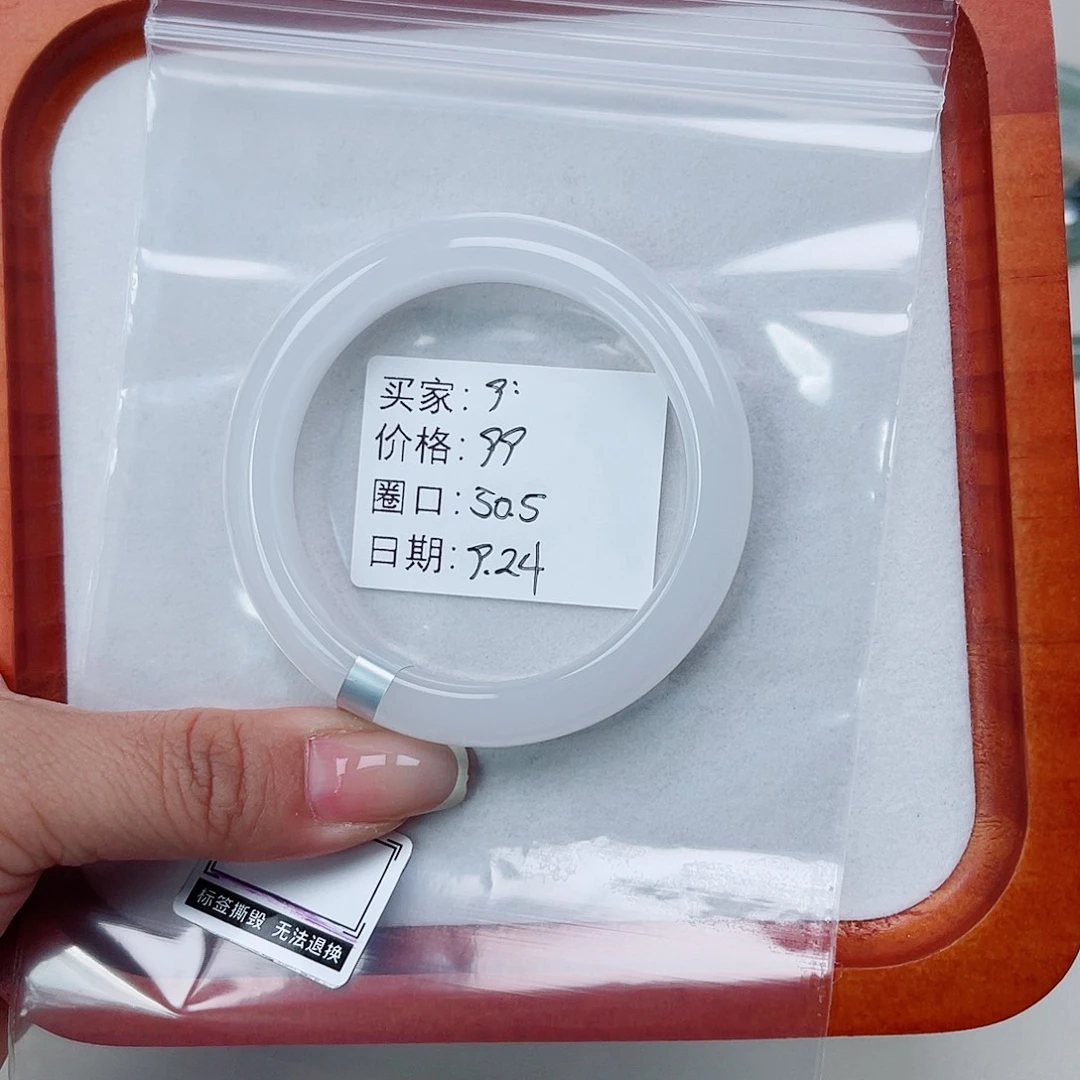 买家:
价格: 99
圈口: 50.5
日期: 9.24
标签撕毁 无法退换